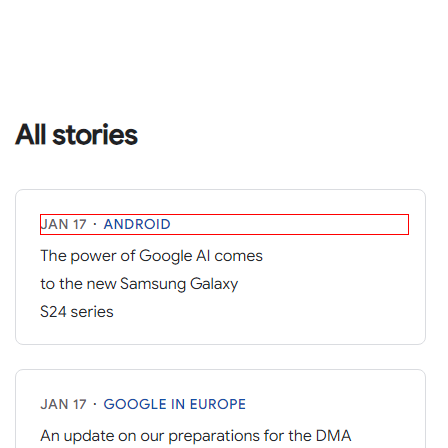 All stories
JAN 17 · ANDROID
The power of Google AI comes
to the new Samsung Galaxy
S24 series
JAN 17 · GOOGLE IN EUROPE
An update on our preparations for the DMA